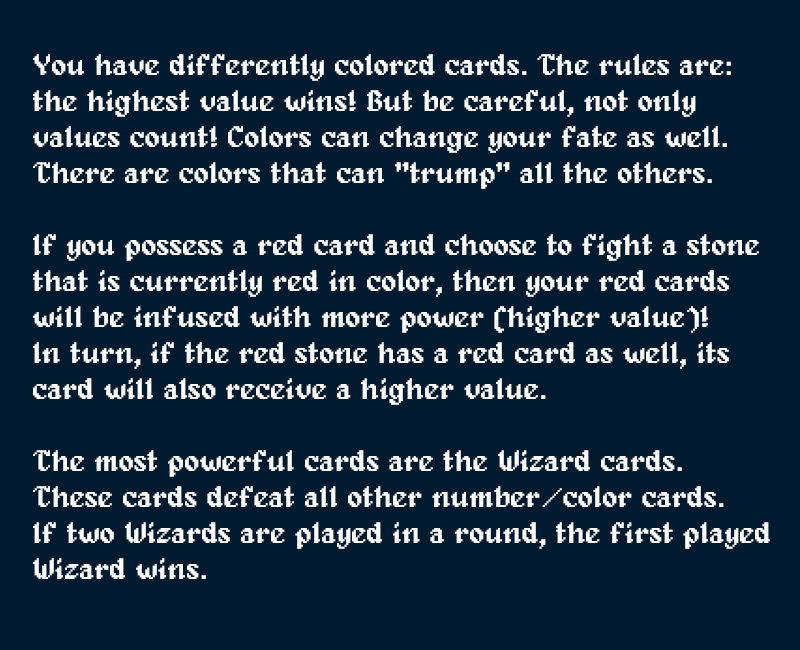 You have differently colored cards. The rules are:
the highest value wins! But be careful, not only
values count! Colors can change your fate as well.
There are colors that can "trump" all the others.
If you possess a red card and choose to fight a stone
that is currently red in color, then your red cards
will be infused with more power (higher value)!
In turn, if the red stone has a red card as well, its
card will also receive a higher value.
The most powerful cards are the Wizard cards.
These cards defeat all other number/color cards.
If two Wizards are played in a round, the first played
Wizard wins.